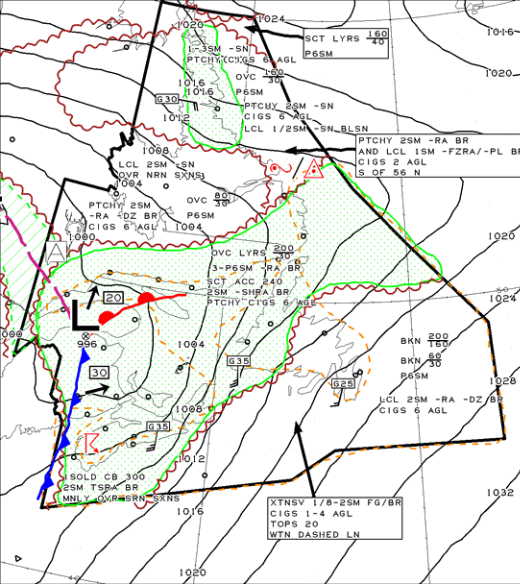 1020
1024
1016
SCT LYRS 160/40
P6SM
1-3SM -SN
PTCHY CIGS 6 AGL
1020
1016
OVC 160/30
1016
P6SM
G30
PTCHY 2SM -SN
CIGS 6 AGL
1012
LCL 1/2SM -SN BLSN
PTCHY 2SM -RA BR
AND LCL 1SM -FZRA/-PL BR
CIGS 2 AGL
S OF 56 N
1008
LCL 2SM -SN
OVR NRN SXNS
1004
PTCHY 2SM
-RA -DZ BR
CIGS 6 AGL
OVC 80/30
P6SM
1004
1000
A
OVC LYRS 200/30
3-P6SM -RA BR
SCT ACC 240
2SM -SHRA BR
PTCHY CIGS 6 AGL
20
50
1024
L
996
1004
BKN 200/160
BKN 60/30
P6SM
G35
30
G25
1028
LCL 2SM -RA -DZ BR
CIGS 6 AGL
1008
G35
1012
ISOLD CB 300
2SM TSRA BR
MNLY OVR SRN SXNS
1016
1032
XTNSV 1/8-2SM FG/BR
CIGS 1-4 AGL
TOPS 20
WTN DASHED LN
1020